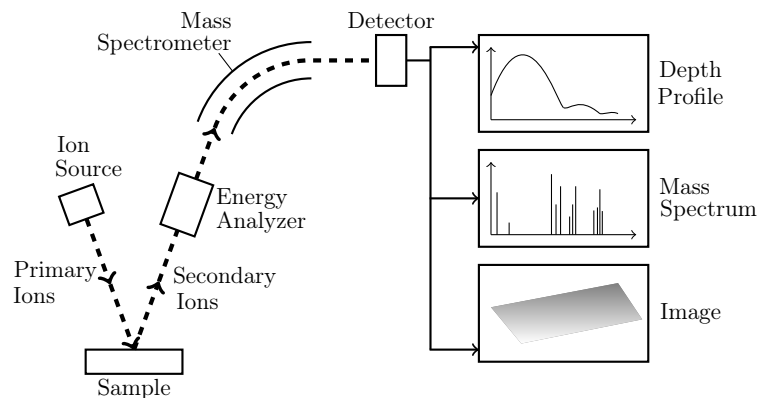 Mass
Spectrometer
Detector
Depth
Profile
Ion
Source
Energy
Analyzer
Mass
Spectrum
Primary
Ions
Secondary
Ions
Image
Sample